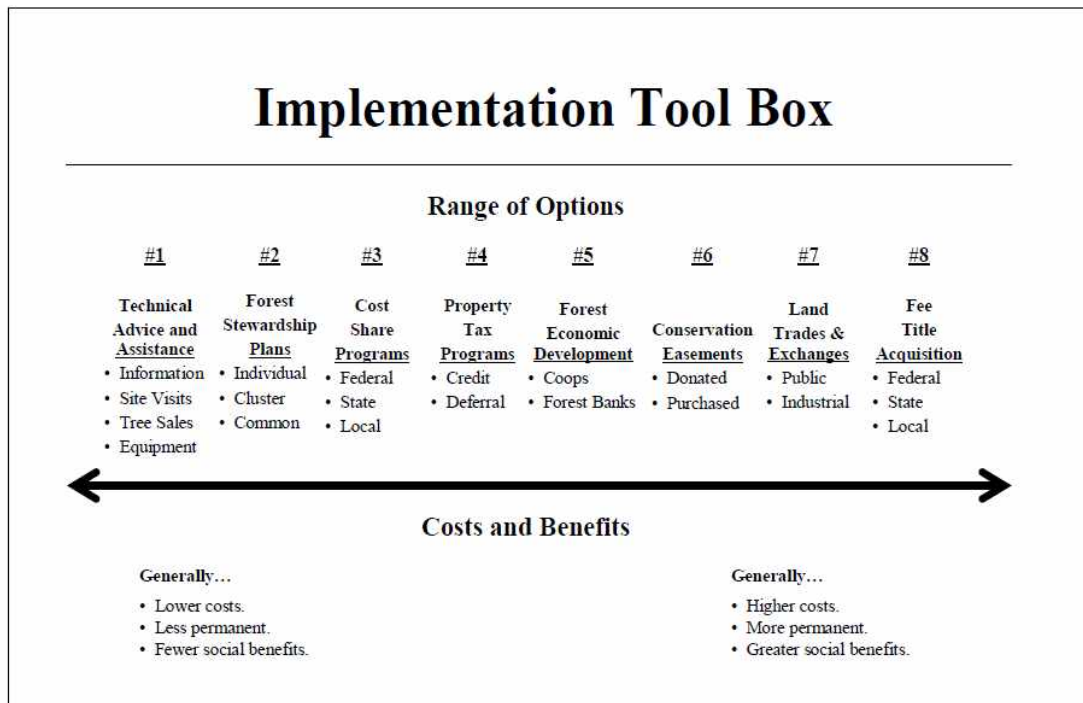 Implementation Tool Box
Range of Options
#1
Technical
Advice and
Assistance
• Information
• Site Visits
• Tree Sales
• Equipment
#2
Forest
Stewardship
Plans
• Individual
• Cluster
• Common
#3
Cost
Share
Programs
• Federal
• State
• Local
#4
Property
Tax
Programs
• Credit
• Deferral
#5
Forest
Economic
Development
• Coops
• Forest Banks
#6
Conservation
Easements
• Donated
• Purchased
#7
Land
Trades &
Exchanges
• Public
• Industrial
#8
Fee
Title
Acquisition
• Federal
• State
• Local
Costs and Benefits
Generally…
• Lower costs.
• Less permanent.
• Fewer social benefits.
Generally…
• Higher costs.
• More permanent.
• Greater social benefits.